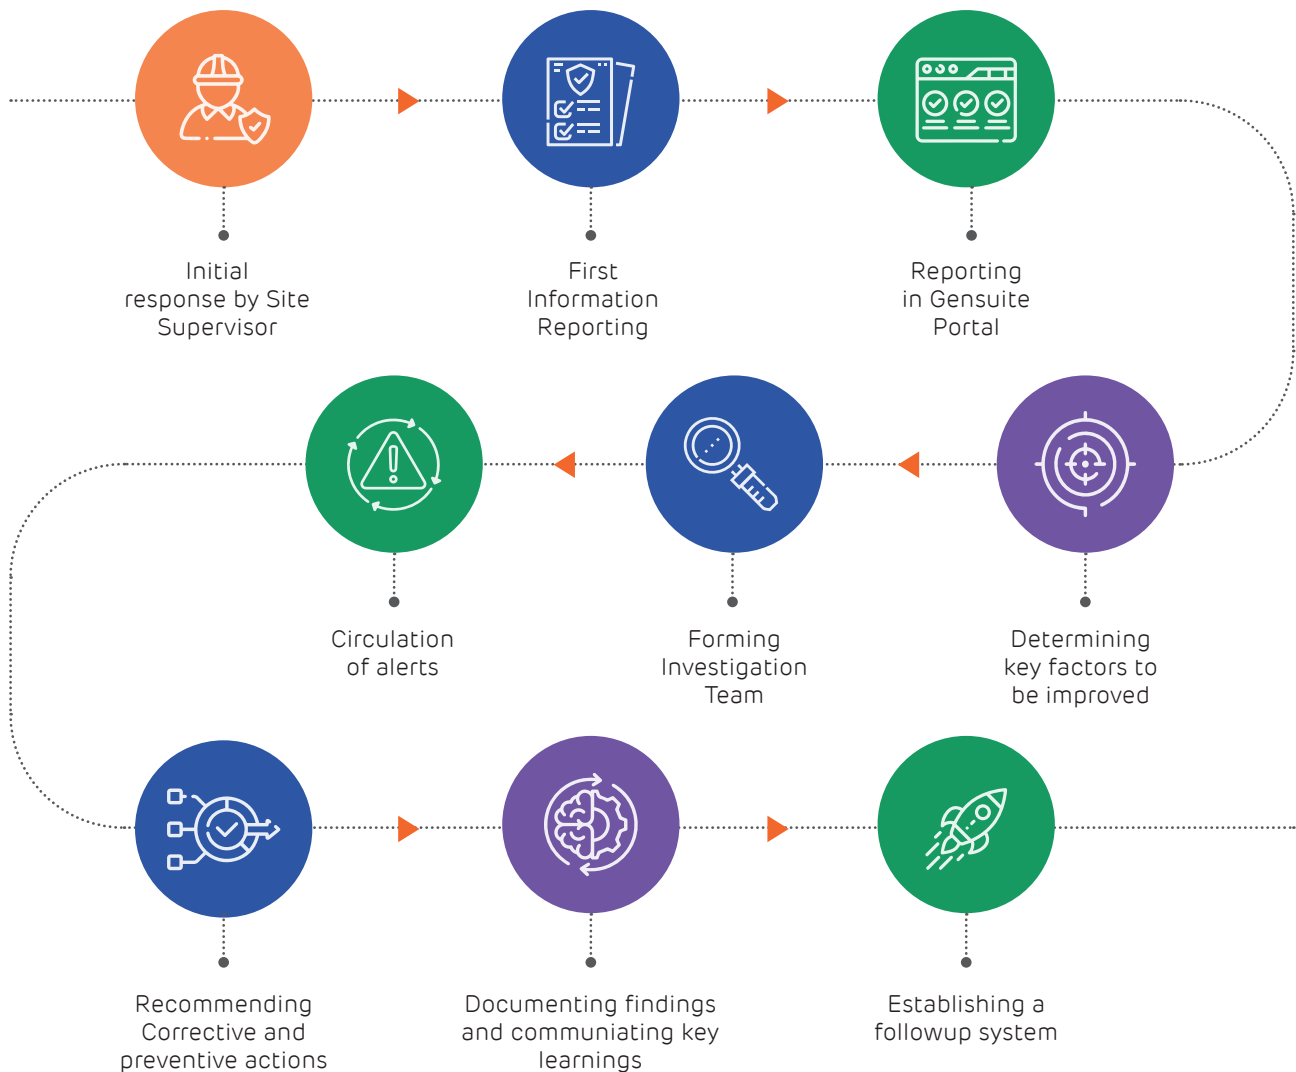 Initial
response by Site
Supervisor
First
Information
Reporting
Reporting
in Gensuite
Portal
Determining
key factors to
be improved
Forming
Investigation
Team
Circulation
of alerts
Recommending
Corrective and
preventive actions
Documenting findings
and communiating key
learnings
Establishing a
followup system